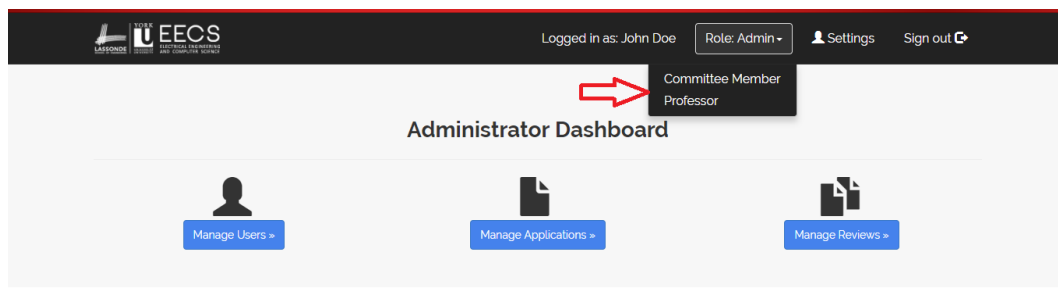 LASSONDE
YORK
U
EECS
ELECTRICAL ENGINEERING
AND COMPUTER SCIENCE
Logged in as: John Doe
Role: Admin
Settings
Sign out
Committee Member
Professor
Administrator Dashboard
Manage Users »
Manage Applications »
Manage Reviews »